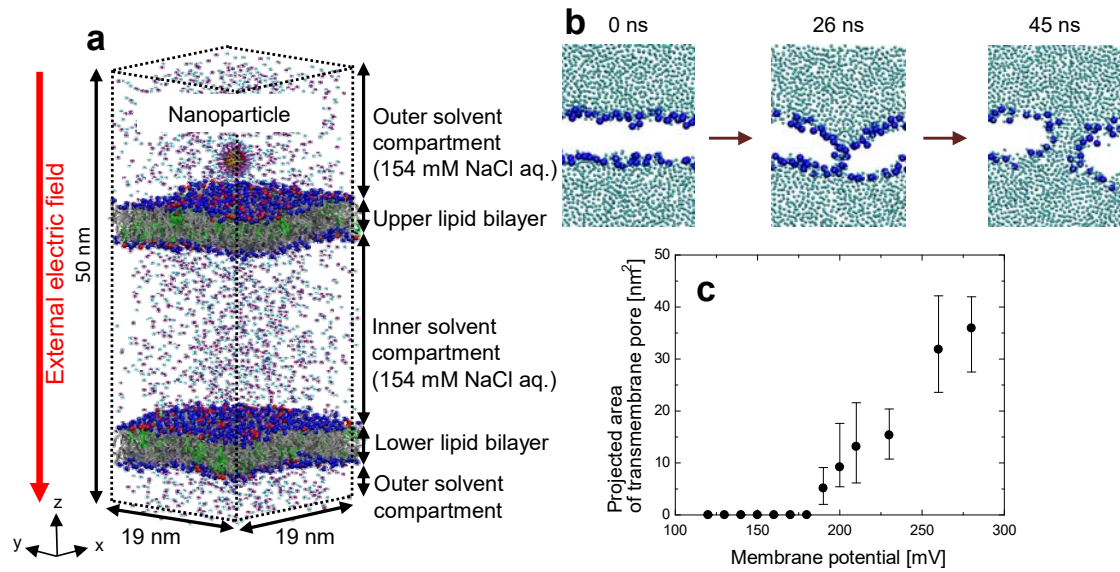 a
External electric field
50 nm
Nanoparticle
Outer solvent
compartment
(154 mM NaCl aq.)
Upper lipid bilayer
Inner solvent
compartment
(154 mM NaCl aq.)
Lower lipid bilayer
Outer solvent
compartment
z
y
x
19 nm
19 nm
b
0 ns
26 ns
45 ns
c
Projected area
of transmembrane pore [nm²]
50
40
30
20
10
0
100
150
200
250
300
Membrane potential [mV]